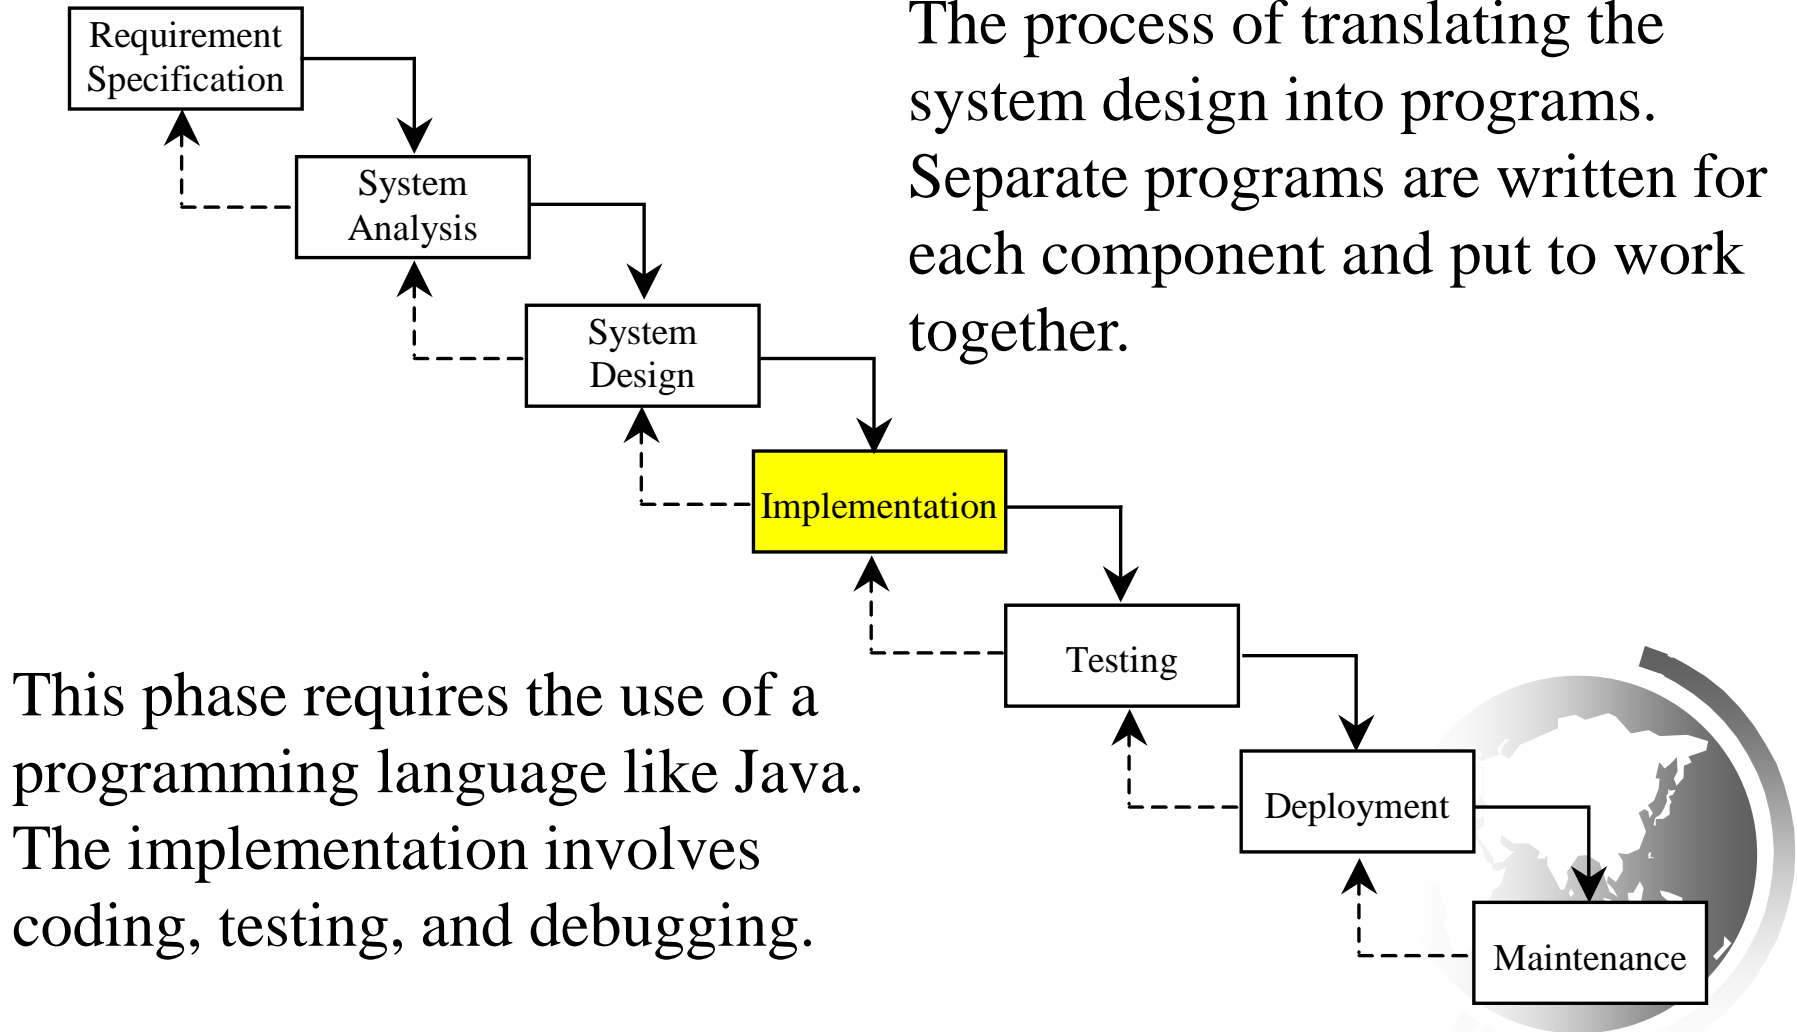 Requirement
Specification
The process of translating the
system design into programs.
Separate programs are written for
each component and put to work
together.
System
Analysis
System
Design
Implementation
Testing
This phase requires the use of a
programming language like Java.
The implementation involves
coding, testing, and debugging.
Deployment
Maintenance